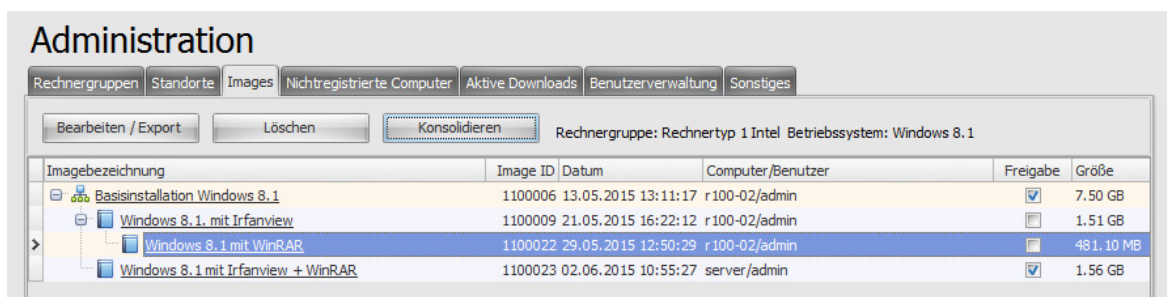 Administration
Rechnergruppen Standorte Images Nichtregistrierte Computer Aktive Downloads Benutzerverwaltung Sonstiges
Bearbeiten / Export Löschen Konsolidieren Rechnergruppe: Rechnertyp 1 Intel Betriebssystem: Windows 8.1
Imagebezeichnung Image ID Datum Computer/Benutzer Freigabe Größe
Basisinstallation Windows 8.1 1100006 13.05.2015 13:11:17 r100-02/admin 7.50 GB
Windows 8.1. mit Irfanview 1100009 21.05.2015 16:22:12 r100-02/admin 1.51 GB
Windows 8.1 mit WinRAR 1100022 29.05.2015 12:50:29 r100-02/admin 481.10 MB
Windows 8.1 mit Irfanview + WinRAR 1100023 02.06.2015 10:55:27 server/admin 1.56 GB